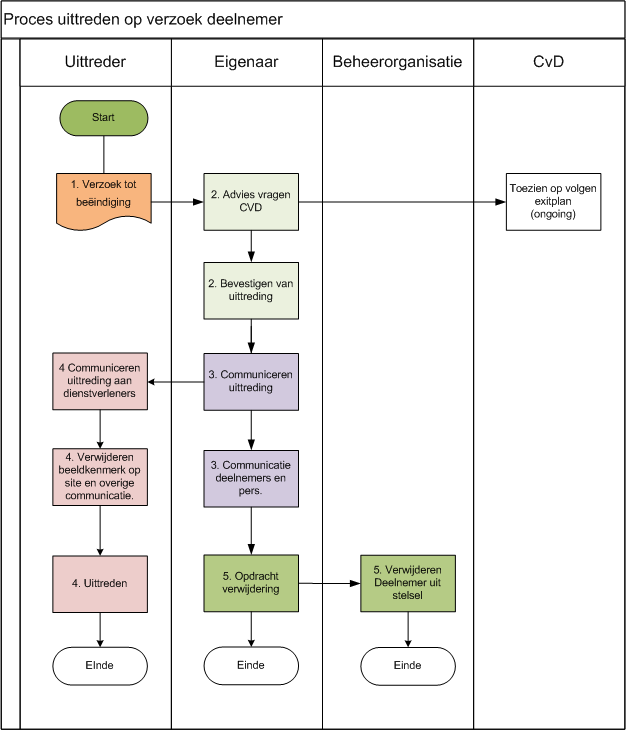 Proces uittreden op verzoek deelnemer
Uittreder
Eigenaar
Beheerorganisatie
CvD
Start
1. Verzoek tot
beëindiging
2. Advies vragen
CVD
Toezien op volgen
exitplan
(ongoing)
2. Bevestigen van
uittreding
4 Communiceren
uittreding aan
dienstverleners
3. Communiceren
uittreding
4. Verwijderen
beeldkenmerk op
site en overige
communicatie.
3. Communicatie
deelnemers en
pers.
4. Uittreden
5. Opdracht
verwijdering
5. Verwijderen
Deelnemer uit
stelsel
EInde
Einde
Einde